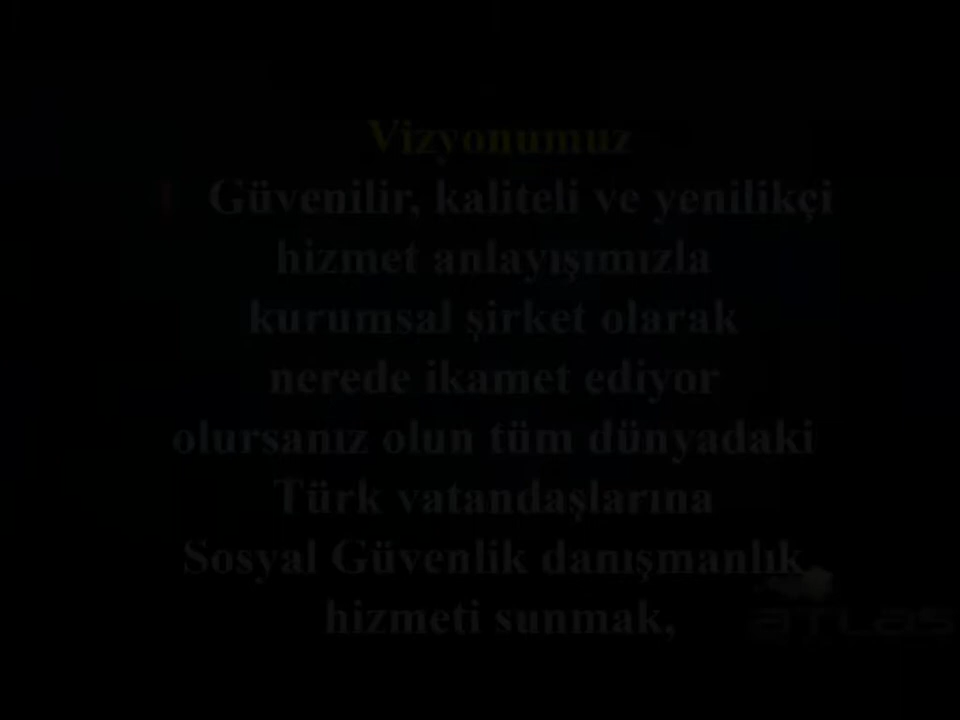 Vizyonumuz
Güvenilir, kaliteli ve yenilikçi
hizmet anlayışımızla
kurumsal şirket olarak
nerede ikamet ediyor
olursanız olun tüm dünyadaki
Türk vatandaşlarına
Sosyal Güvenlik danışmanlık
hizmeti sunmak,
ATLAS